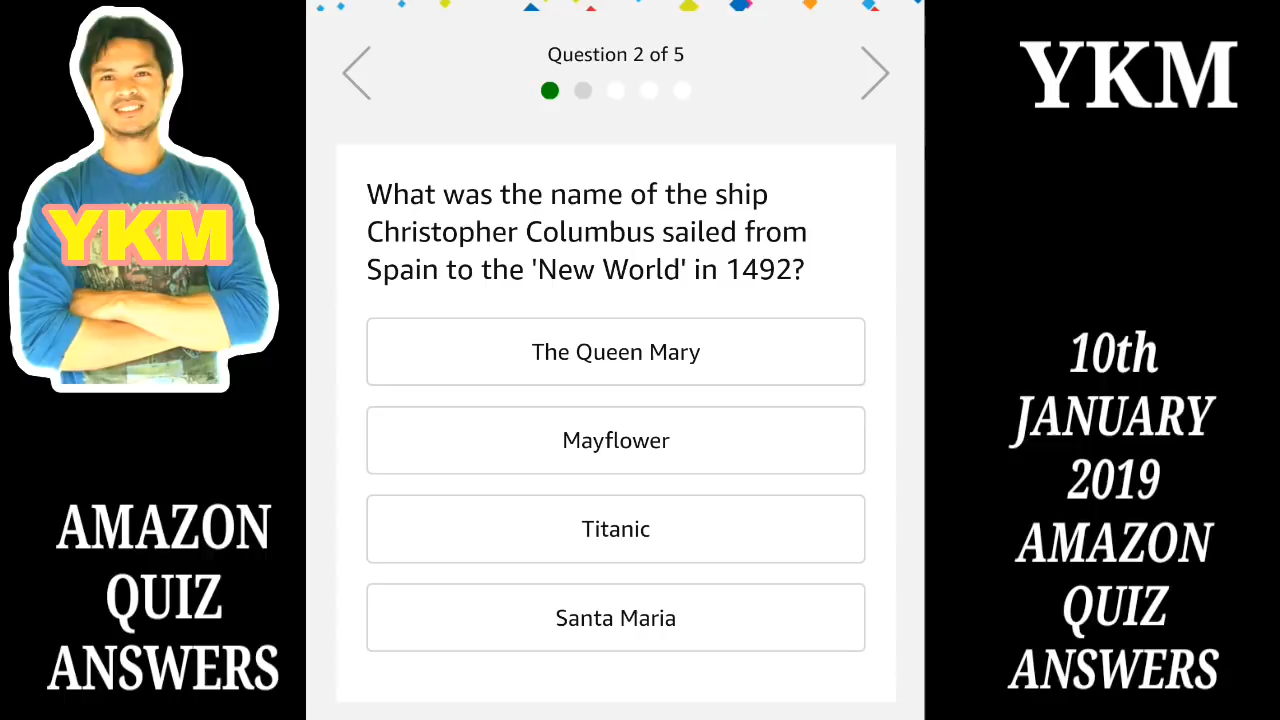 YKM
AMAZON
QUIZ
ANSWERS
Question 2 of 5
What was the name of the ship
Christopher Columbus sailed from
Spain to the 'New World' in 1492?
The Queen Mary
Mayflower
Titanic
Santa Maria
YKM
10th
JANUARY
2019
AMAZON
QUIZ
ANSWERS